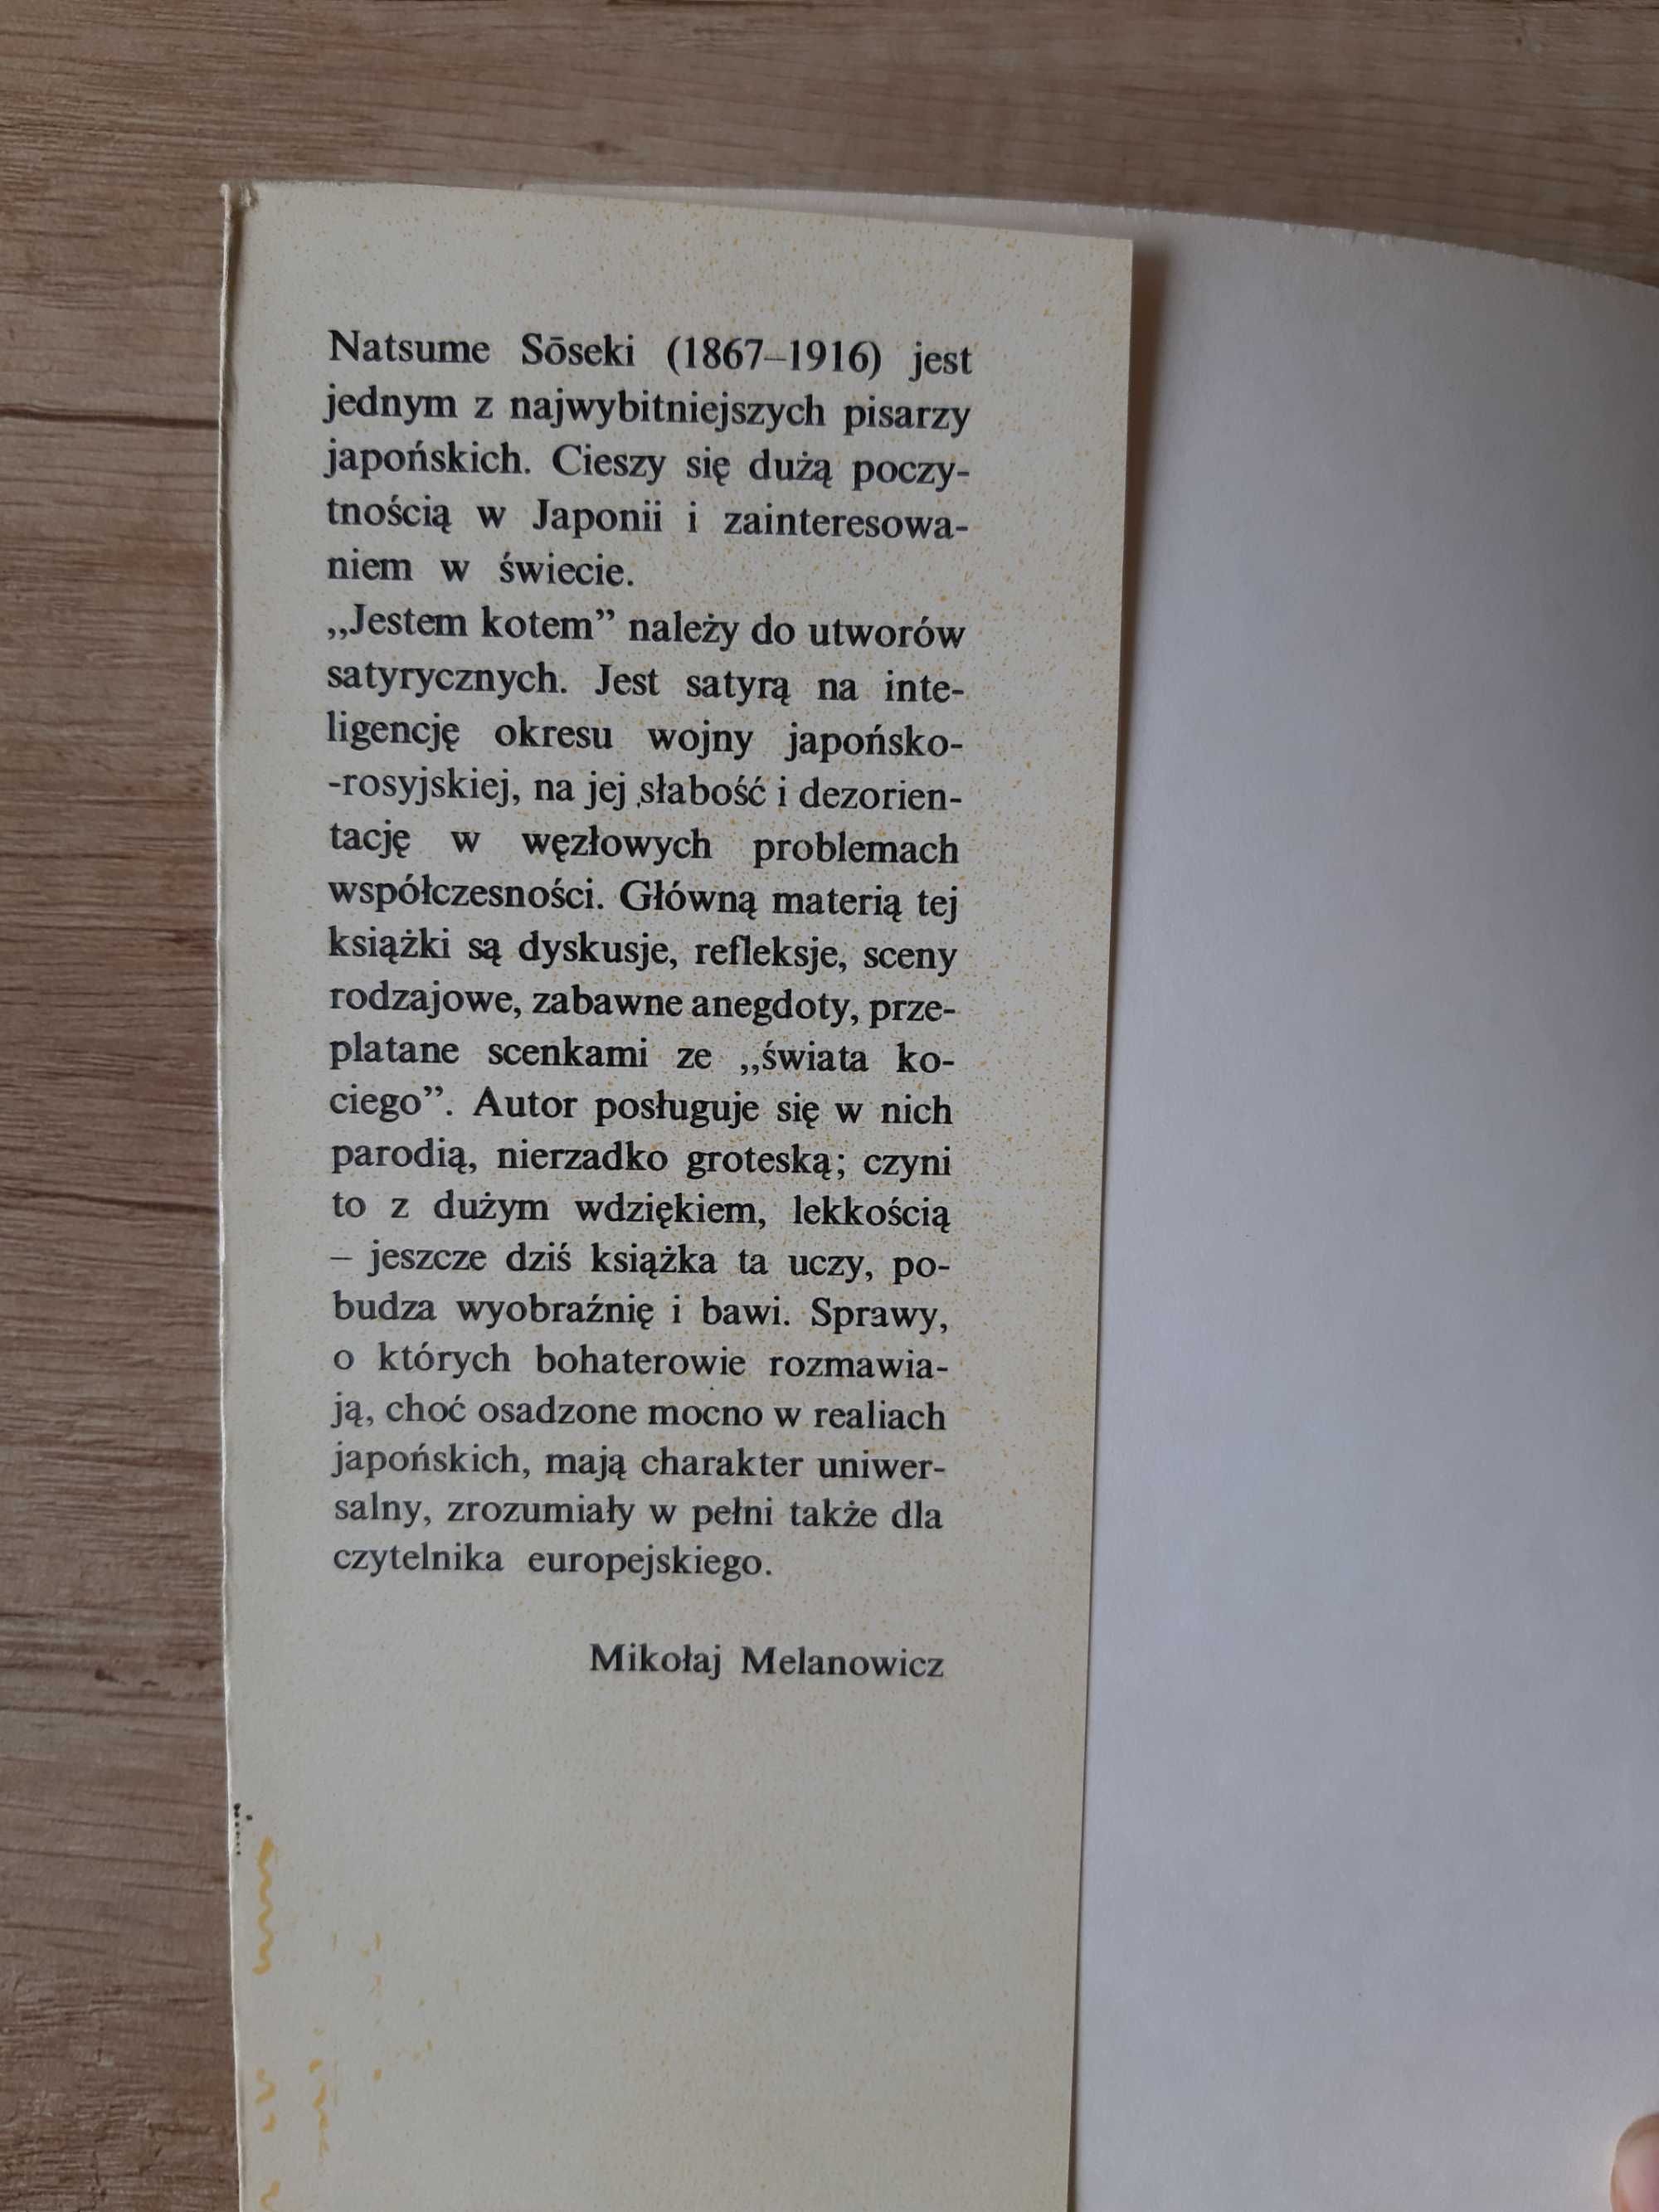 Natsume Sōseki (1867–1916) jest
jednym z najwybitniejszych pisarzy
japońskich. Cieszy się dużą poczy-
tnością w Japonii i zainteresowa-
niem w świecie.
„Jestem kotem” należy do utworów
satyrycznych. Jest satyrą na inte-
ligencję okresu wojny japońsko-
-rosyjskiej, na jej słabość i dezorien-
tację w węzłowych problemach
współczesności. Główną materią tej
książki są dyskusje, refleksje, sceny
rodzajowe, zabawne anegdoty, prze-
platane scenkami ze „świata ko-
ciego”. Autor posługuje się w nich
parodią, nierzadko groteską; czyni
to z dużym wdziękiem, lekkością
– jeszcze dziś książka ta uczy, po-
budza wyobraźnię i bawi. Sprawy,
o których bohaterowie rozmawia-
ją, choć osadzone mocno w realiach
japońskich, mają charakter uniwer-
salny, zrozumiały w pełni także dla
czytelnika europejskiego.
Mikołaj Melanowicz